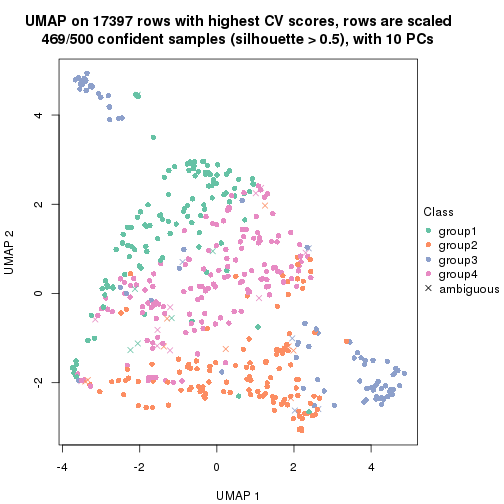 UMAP on 17397 rows with highest CV scores, rows are scaled
469/500 confident samples (silhouette > 0.5), with 10 PCs
4
2
0
-2
UMAP 2
-4
-2
0
2
4
UMAP 1
Class
group1
group2
group3
group4
ambiguous